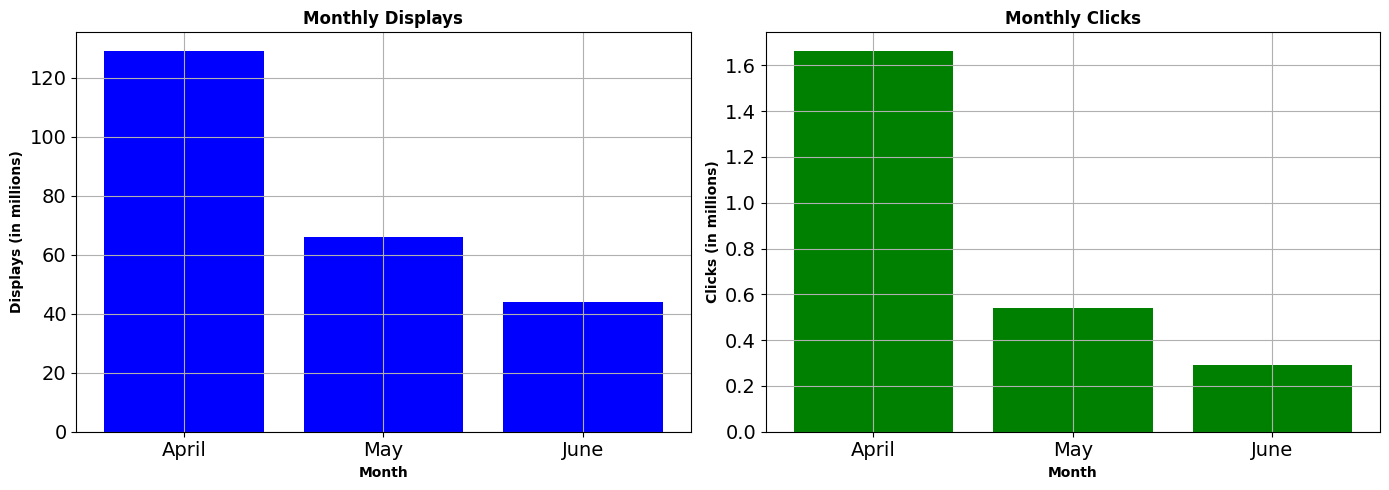 Monthly Displays
Displays (in millions)
120
100
80
60
40
20
0
April May June
Month
Monthly Clicks
Clicks (in millions)
1.6
1.4
1.2
1.0
0.8
0.6
0.4
0.2
0.0
April May June
Month